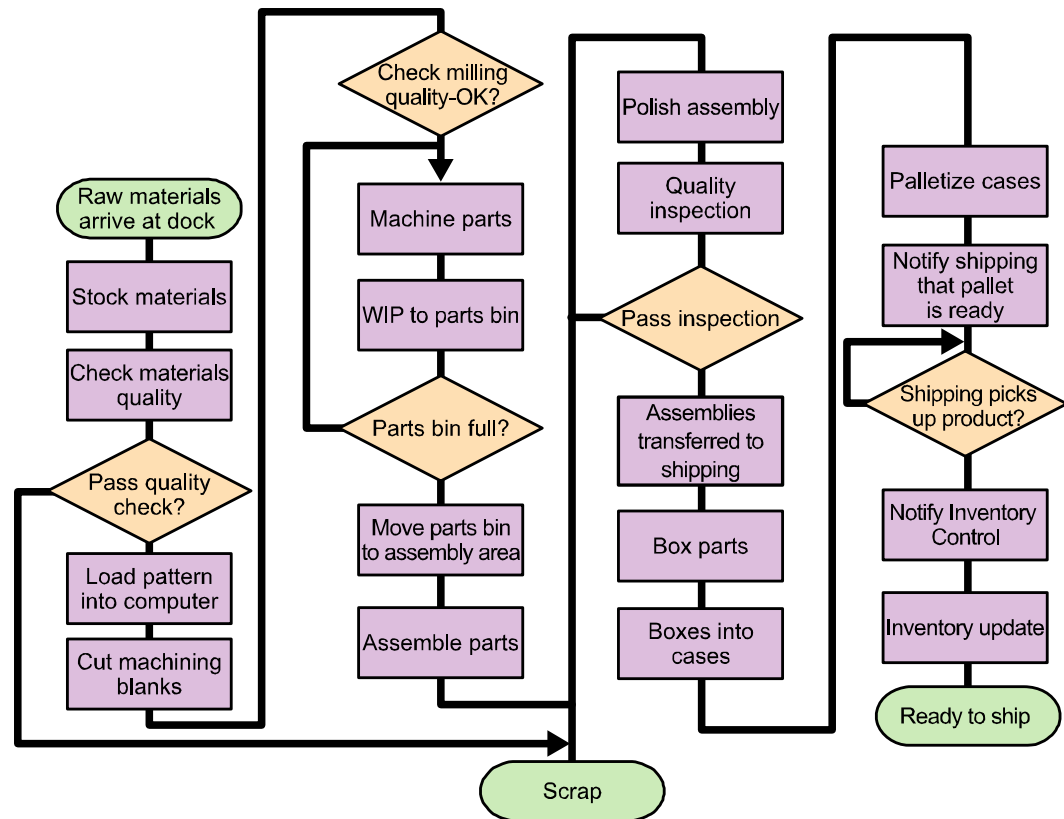 Raw materials
arrive at dock
Stock materials
Check materials
quality
Pass quality
check?
Load pattern
into computer
Cut machining
blanks
Check milling
quality-OK?
Machine parts
WIP to parts bin
Parts bin full?
Move parts bin
to assembly area
Assemble parts
Scrap
Polish assembly
Quality
inspection
Pass inspection
Assemblies
transferred to
shipping
Box parts
Boxes into
cases
Palletize cases
Notify shipping
that pallet
is ready
Shipping picks
up product?
Notify Inventory
Control
Inventory update
Ready to ship